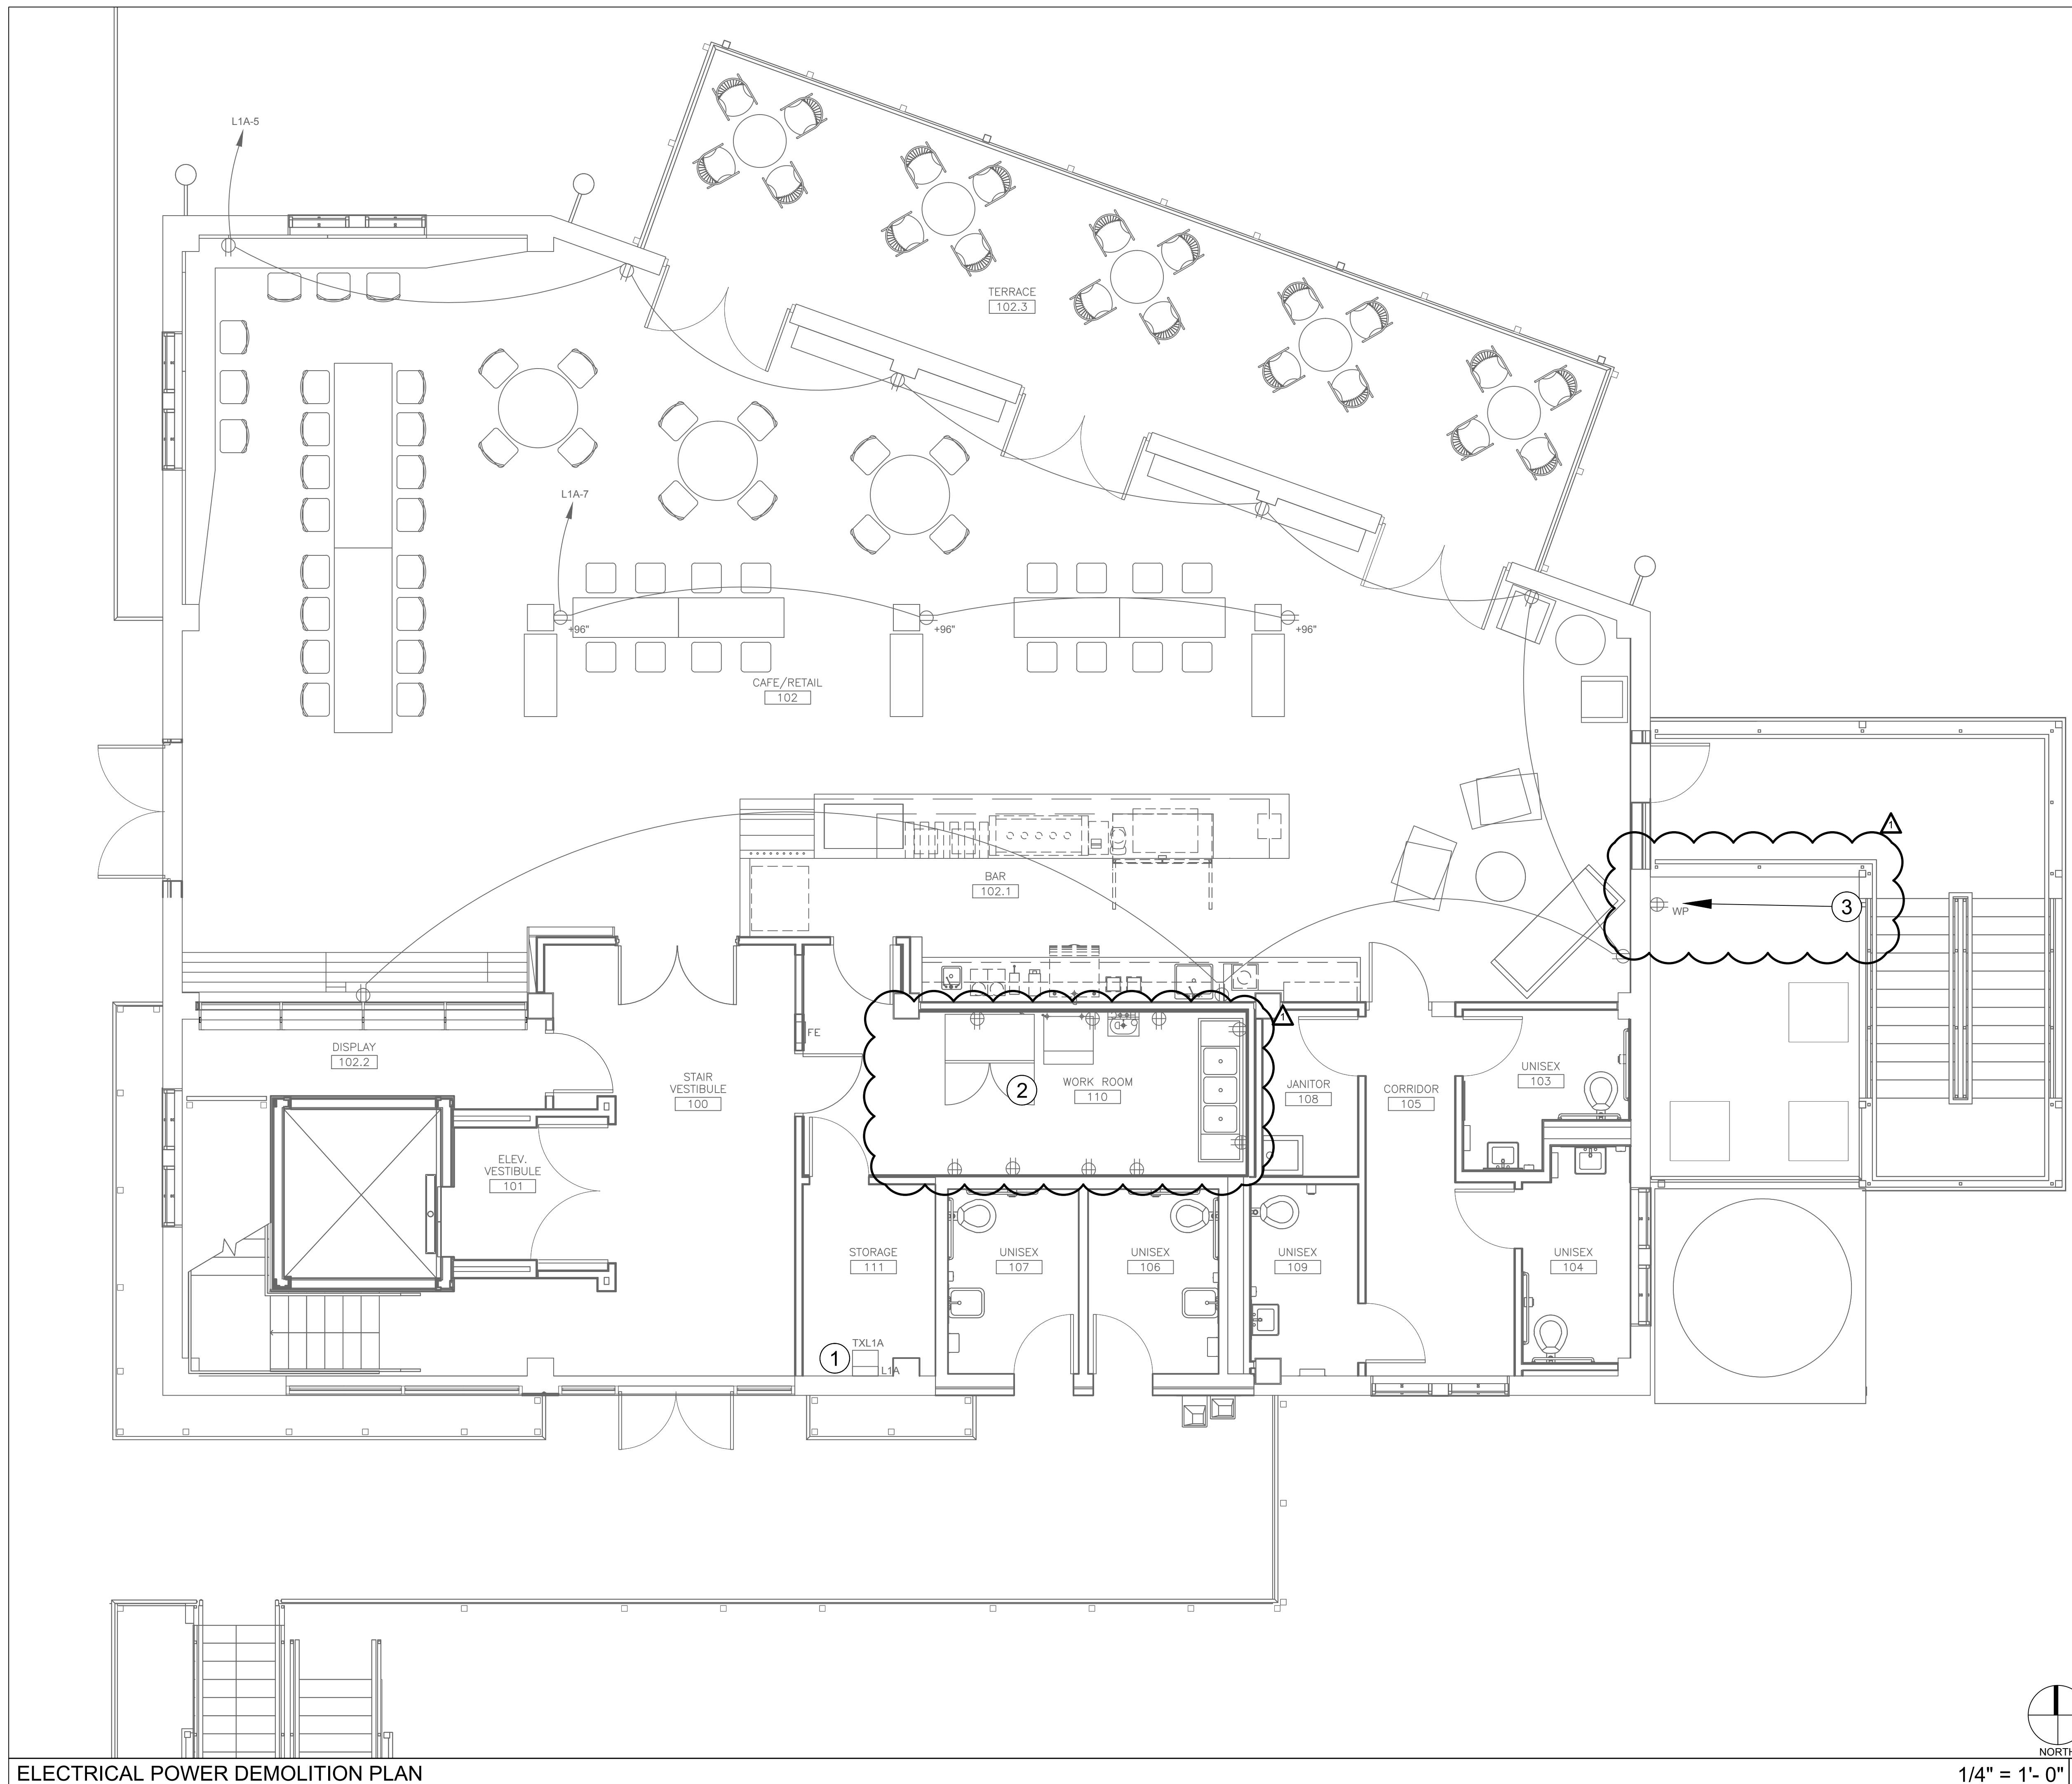 L1A-5
TERRACE
102.3
L1A-7
+96"
+96"
+96"
CAFE/RETAIL
102
1
BAR
102.1
WP
3
FE
1
DISPLAY
102.2
STAIR
VESTIBULE
100
2
WORK ROOM
110
JANITOR
108
CORRIDOR
105
UNISEX
103
ELEV.
VESTIBULE
101
STORAGE
111
UNISEX
107
UNISEX
106
UNISEX
109
UNISEX
104
1
TXL1A
L1A
NORTH
ELECTRICAL POWER DEMOLITION PLAN
1/4" = 1'- 0"